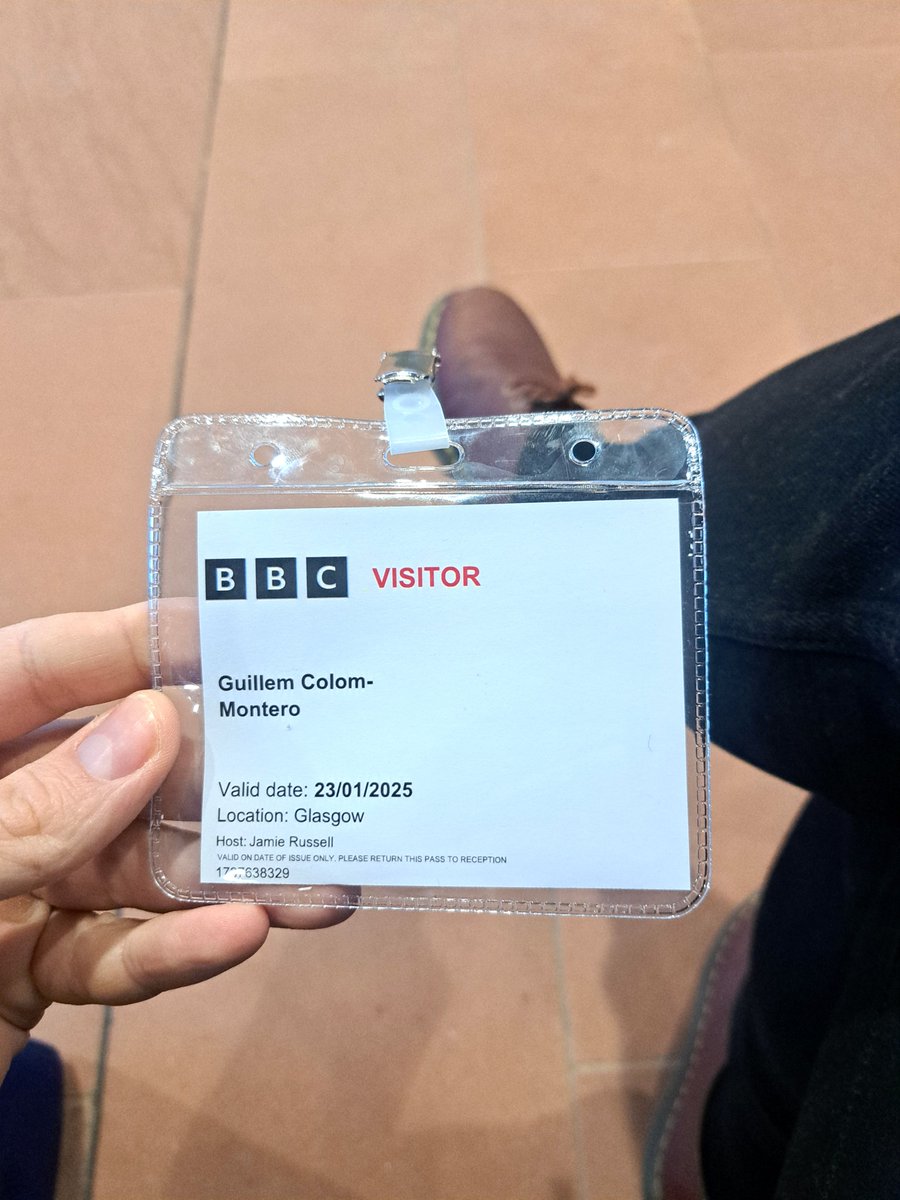 BBC VISITOR
Guillem Colom-
Montero
Valid date: 23/01/2025
Location: Glasgow
Host: Jamie Russell
VALID ON DATE OF ISSUE ONLY. PLEASE RETURN THIS PASS TO RECEPTION